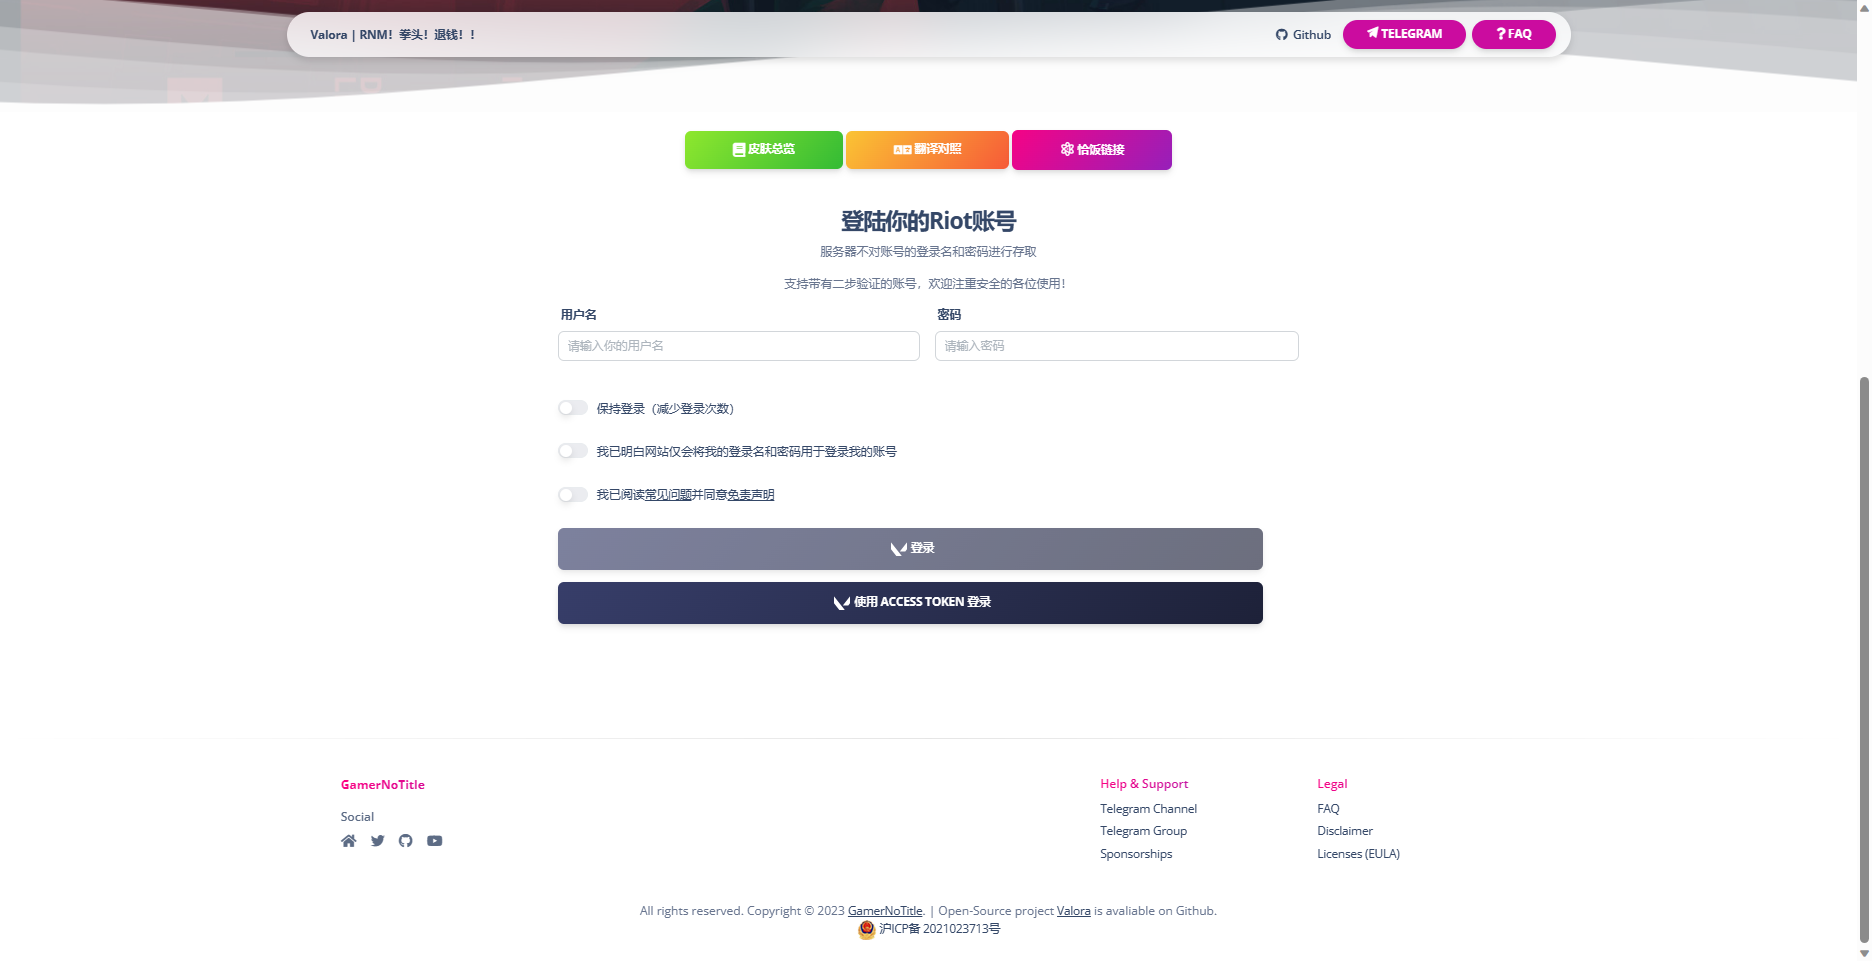 Valora | RNM！拳头！退钱！！
Github
TELEGRAM
FAQ
皮肤总览
翻译对照
恰饭链接
登陆你的Riot账号
服务器不对账号的登录名和密码进行存取
支持带有二步验证的账号，欢迎注重安全的各位使用！
用户名
密码
请输入你的用户名
请输入密码
保持登录（减少登录次数）
我已明白网站仅会将我的登录名和密码用于登录我的账号
我已阅读常见问题并同意免责声明
登录
使用 ACCESS TOKEN 登录
GamerNoTitle
Social
Help & Support
Telegram Channel
Telegram Group
Sponsorships
Legal
FAQ
Disclaimer
Licenses (EULA)
All rights reserved. Copyright © 2023 GamerNoTitle. | Open-Source project Valora is avaliable on Github.
沪ICP备 2021023713号